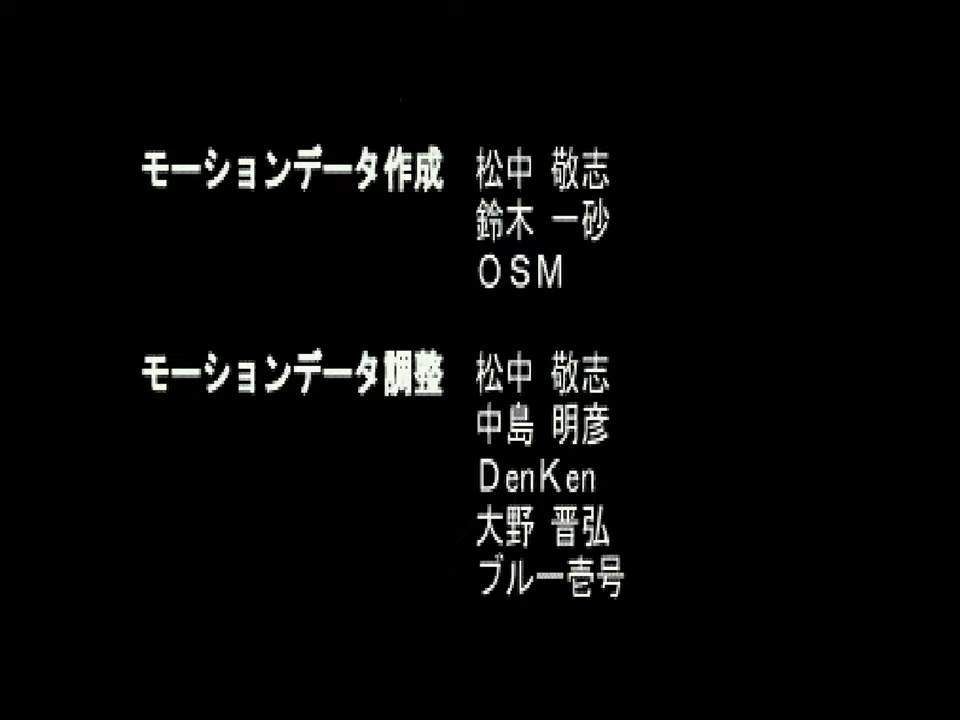 モーションデータ作成　松中 敬志
鈴木 一砂
OSM
モーションデータ調整　松中 敬志
中島 明彦
DenKen
大野 晋弘
ブルー壱号